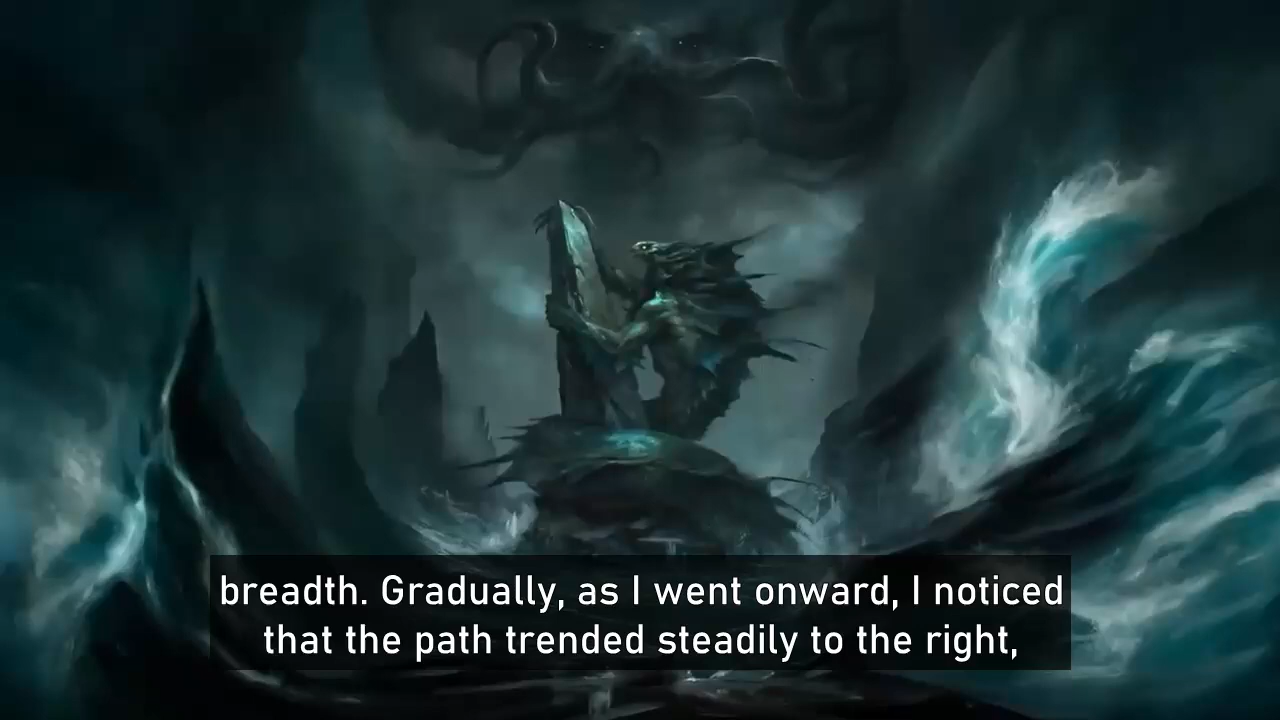 breadth. Gradually, as I went onward, I noticed
that the path trended steadily to the right,